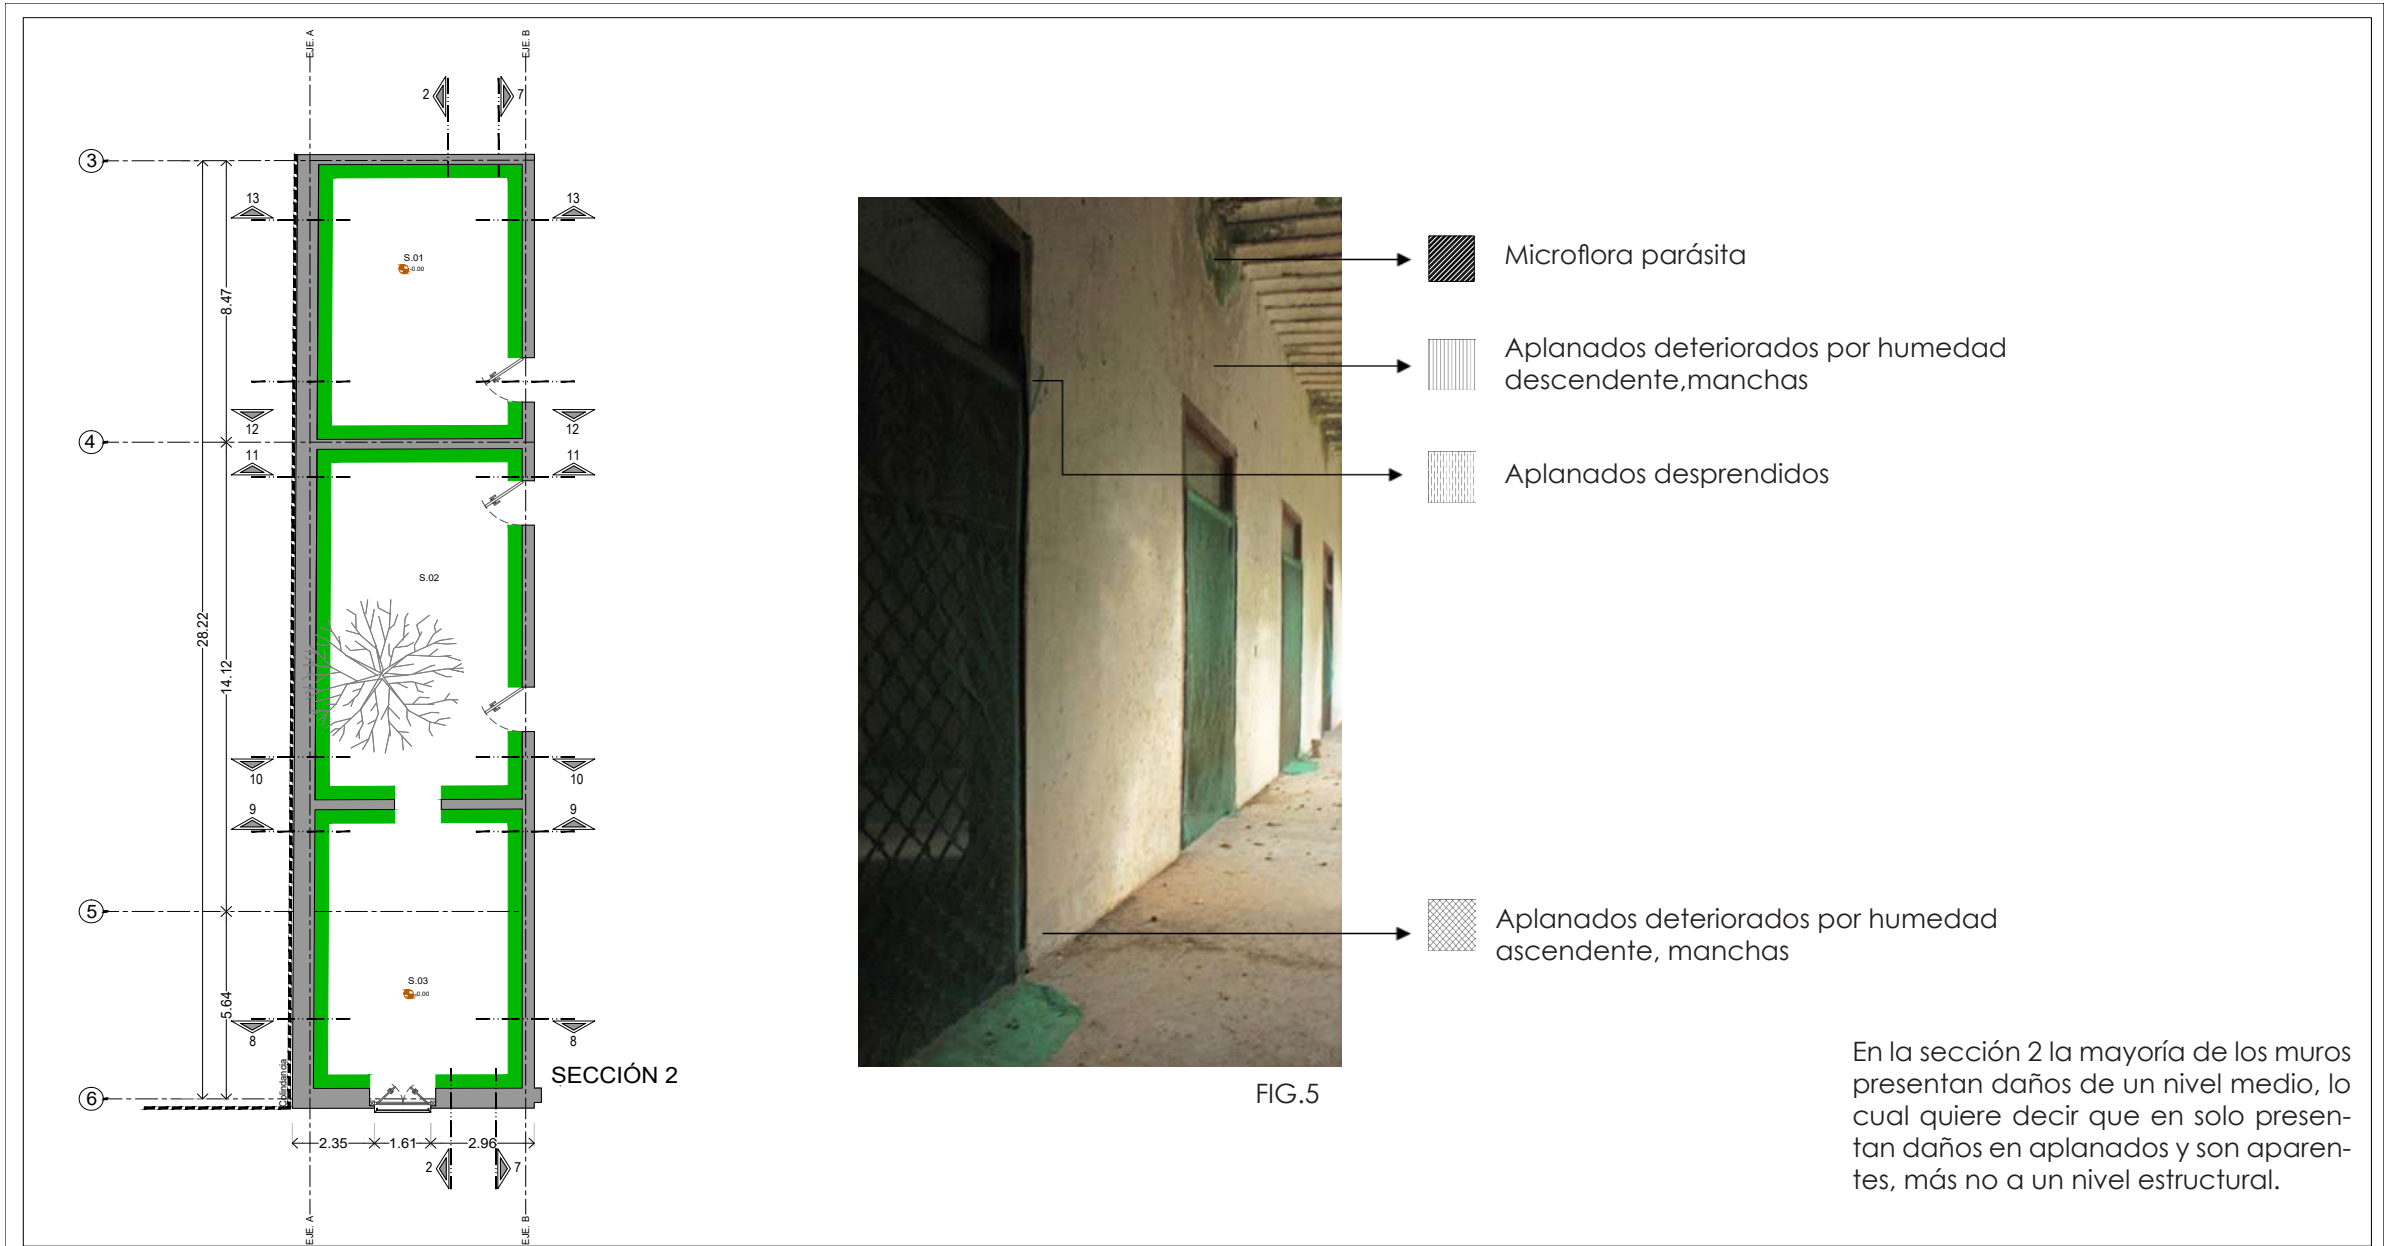 EJE. A
EJE. B
2
7
3
13
13
S.01
-0.00
8.47
12
12
4
11
11
S.02
28.22
14.12
10
10
9
9
5
S.03
-0.00
5.64
8
8
Colindancia
SECCIÓN 2
6
2.35
1.61
2.96
2
7
EJE. A
EJE. B
Microflora parásita
Aplanados deteriorados por humedad
descendente,manchas
Aplanados desprendidos
Aplanados deteriorados por humedad
ascendente, manchas
FIG.5
En la sección 2 la mayoría de los muros
presentan daños de un nivel medio, lo
cual quiere decir que en solo presen-
tan daños en aplanados y son aparen-
tes, más no a un nivel estructural.